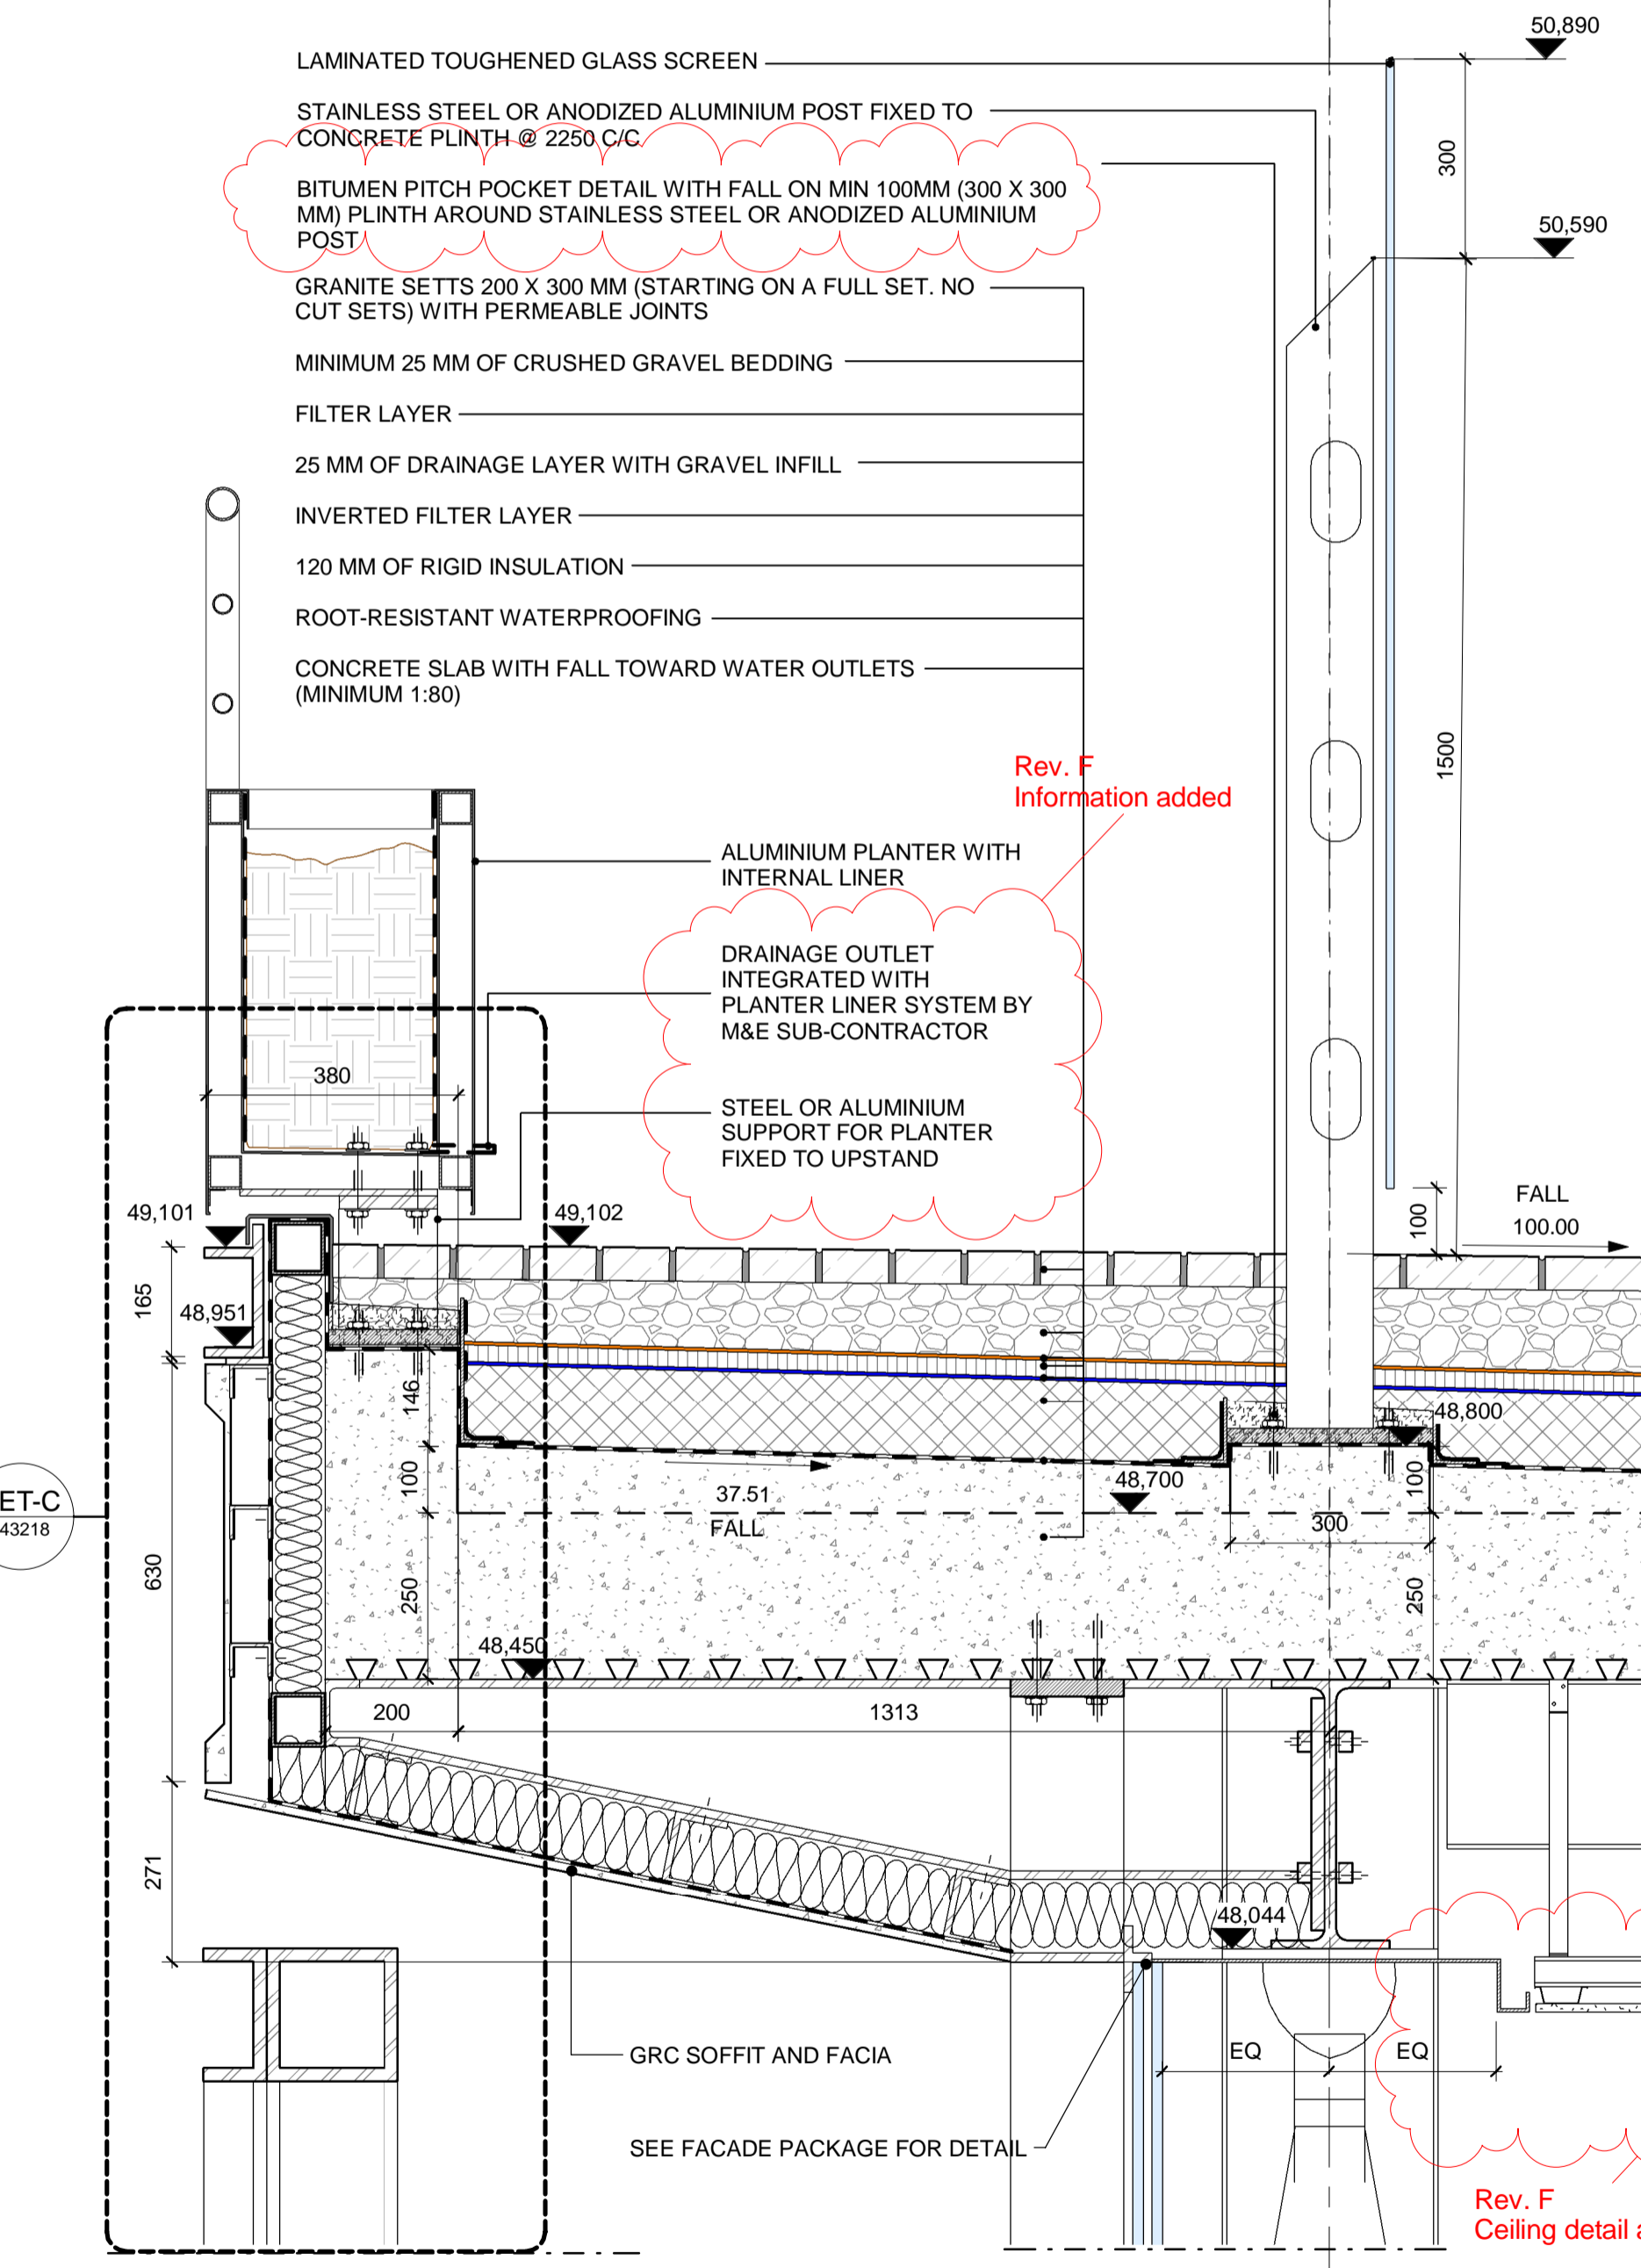 50,890
LAMINATED TOUGHENED GLASS SCREEN
STAINLESS STEEL OR ANODIZED ALUMINIUM POST FIXED TO
CONCRETE PLINTH @ 2250 C/C
300
BITUMEN PITCH POCKET DETAIL WITH FALL ON MIN 100MM (300 X 300
MM) PLINTH AROUND STAINLESS STEEL OR ANODIZED ALUMINIUM
POST
50,590
GRANITE SETTS 200 X 300 MM (STARTING ON A FULL SET. NO
CUT SETS) WITH PERMEABLE JOINTS
MINIMUM 25 MM OF CRUSHED GRAVEL BEDDING
FILTER LAYER
25 MM OF DRAINAGE LAYER WITH GRAVEL INFILL
INVERTED FILTER LAYER
120 MM OF RIGID INSULATION
ROOT-RESISTANT WATERPROOFING
CONCRETE SLAB WITH FALL TOWARD WATER OUTLETS
(MINIMUM 1:80)
1500
Rev. F
Information added
ALUMINIUM PLANTER WITH
INTERNAL LINER
DRAINAGE OUTLET
INTEGRATED WITH
PLANTER LINER SYSTEM BY
M&E SUB-CONTRACTOR
380
STEEL OR ALUMINIUM
SUPPORT FOR PLANTER
FIXED TO UPSTAND
49,101
49,102
100
FALL
100.00
165
48,951
146
48,800
100
48,700
100
37.51
FALL
300
ET-C
43218
630
250
250
48,450
200
1313
271
48,044
GRC SOFFIT AND FACIA
EQ
EQ
SEE FACADE PACKAGE FOR DETAIL
Rev. F
Ceiling detail a